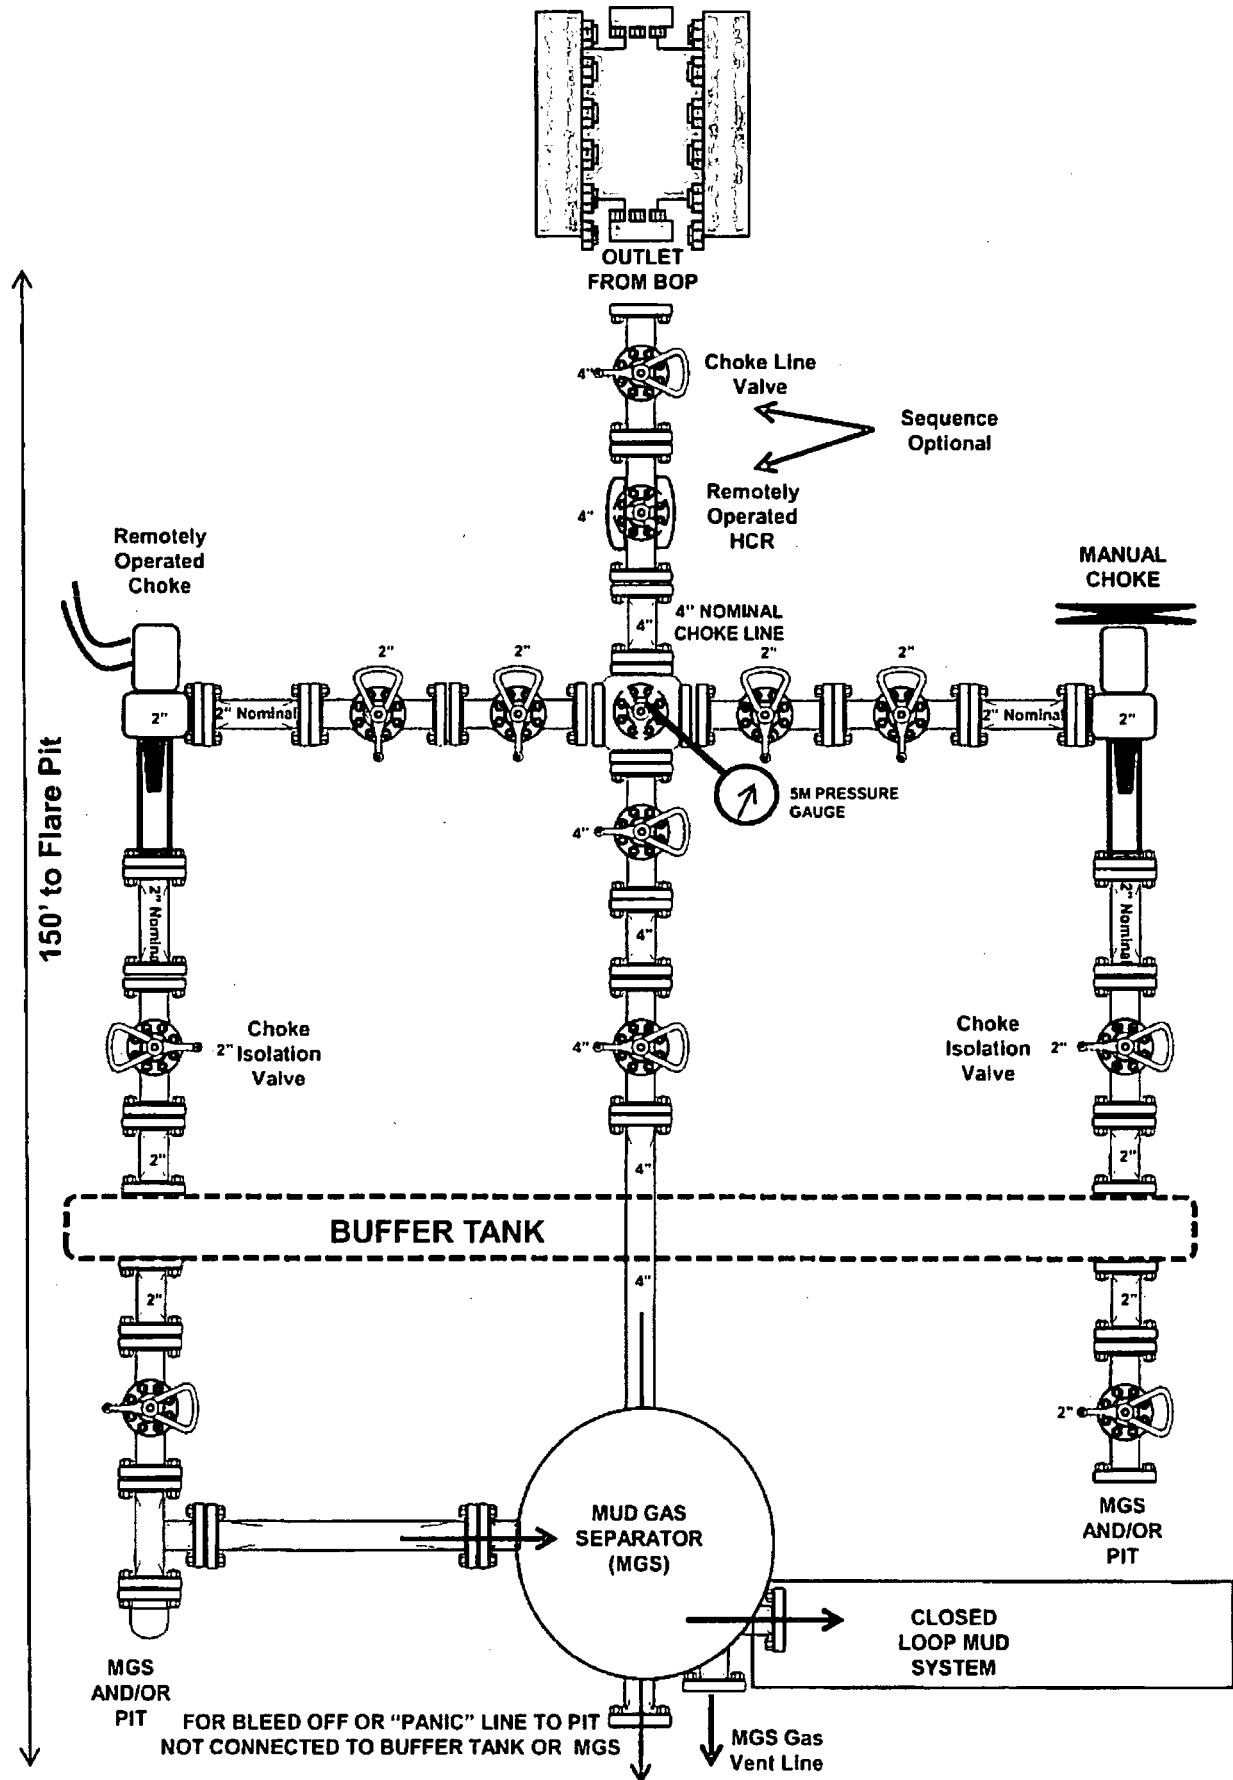 OUTLET
FROM BOP
4"
Choke Line
Valve
Sequence
Optional
4"
Remotely
Operated
HCR
Remotely
Operated
Choke
MANUAL
CHOKE
4"
4" NOMINAL
CHOKE LINE
2"
2"
2"
2"
2"
2" Nominal
2" Nominal
2"
5M PRESSURE
GAUGE
4"
150' to Flare Pit
2" Nominal
4"
2" Nominal
2"
Choke
Isolation
Valve
4"
Choke
Isolation
Valve
2"
2"
4"
2"
BUFFER TANK
2"
4"
2"
2"
MUD GAS
SEPARATOR
(MGS)
MGS
AND/OR
PIT
CLOSED
LOOP MUD
SYSTEM
MGS
AND/OR
PIT
FOR BLEED OFF OR "PANIC" LINE TO PIT
NOT CONNECTED TO BUFFER TANK OR MGS
MGS Gas
Vent Line